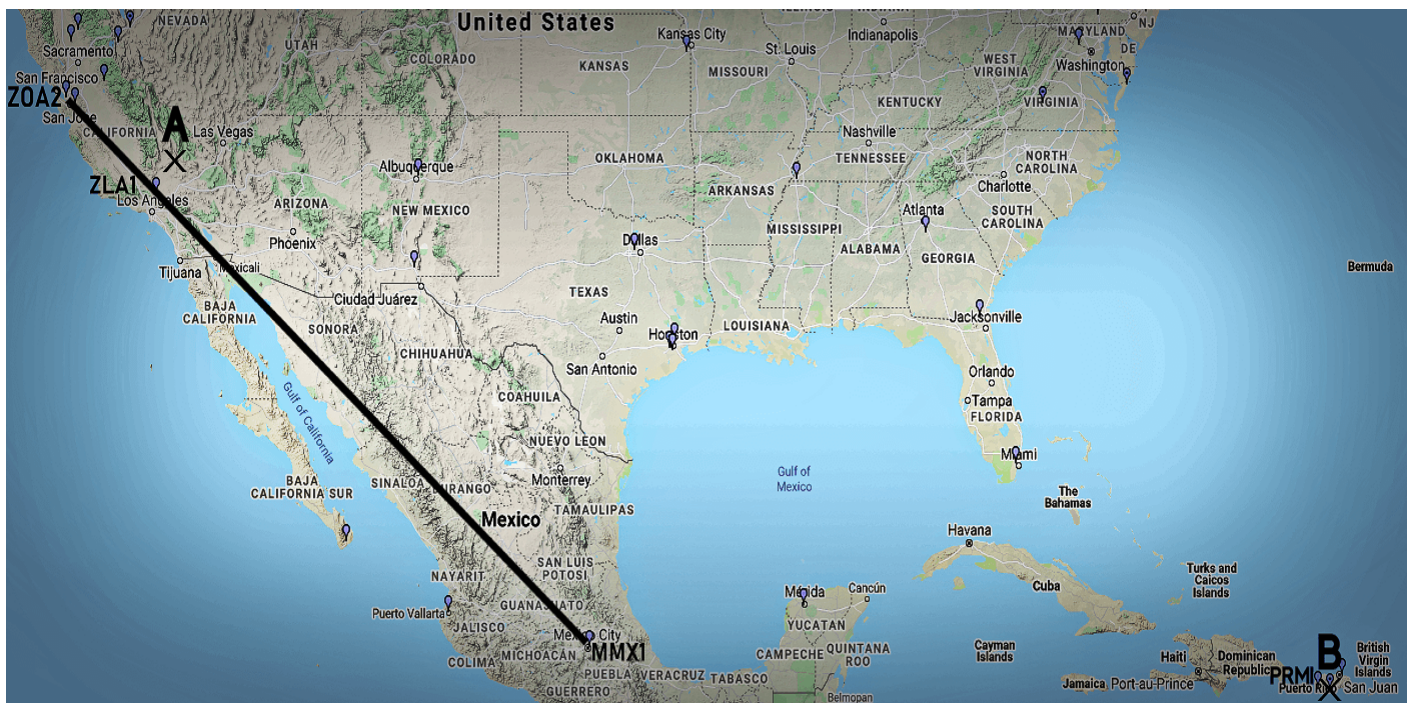 NEVADA
United States
ILLINOIS
INDIANA
NJ
Sacramento
UTAH
COLORADO
Kansas City
St. Louis
Indianapolis
MARYLAND
DE
KANSAS
MISSOURI
WEST
VIRGINIA
Washington
San Francisco
ZOA2
San Jose
CALIFORNIA
A
Las Vegas
KENTUCKY
VIRGINIA
Nashville
TENNESSEE
NORTH
CAROLINA
Charlotte
Albuquerque
OKLAHOMA
ARKANSAS
ZLA1
Los Angeles
ARIZONA
NEW MEXICO
Atlanta
SOUTH
CAROLINA
Phoenix
Dallas
MISSISSIPPI
ALABAMA
GEORGIA
Tijuana
Mexicali
Bermuda
Ciudad Juárez
TEXAS
BAJA
CALIFORNIA
SONORA
Austin
Houston
LOUISIANA
Jacksonville
CHIHUAHUA
San Antonio
Orlando
Tampa
FLORIDA
COAHUILA
Gulf of California
NUEVO LEON
Monterrey
Miami
Gulf of
Mexico
BAJA
CALIFORNIA SUR
SINALOA
DURANGO
The
Bahamas
Mexico
TAMAULIPAS
Havana
SAN LUIS
POTOSI
NAYARIT
Turks and
Caicos
Islands
Cuba
Mérida
Cancún
Puerto Vallarta
GUANAJUATO
JALISCO
YUCATAN
Mexico City
MMX1
MICHOACÁN
COLIMA
CAMPECHE
QUINTANA
ROO
Cayman
Islands
PUEBLA
VERACRUZ
TABASCO
GUERRERO
Belmopan
Haiti
Dominican
Republic
B
British
Virgin
Islands
PRMI
Jamaica
Port-au-Prince
Puerto Rico
San Juan